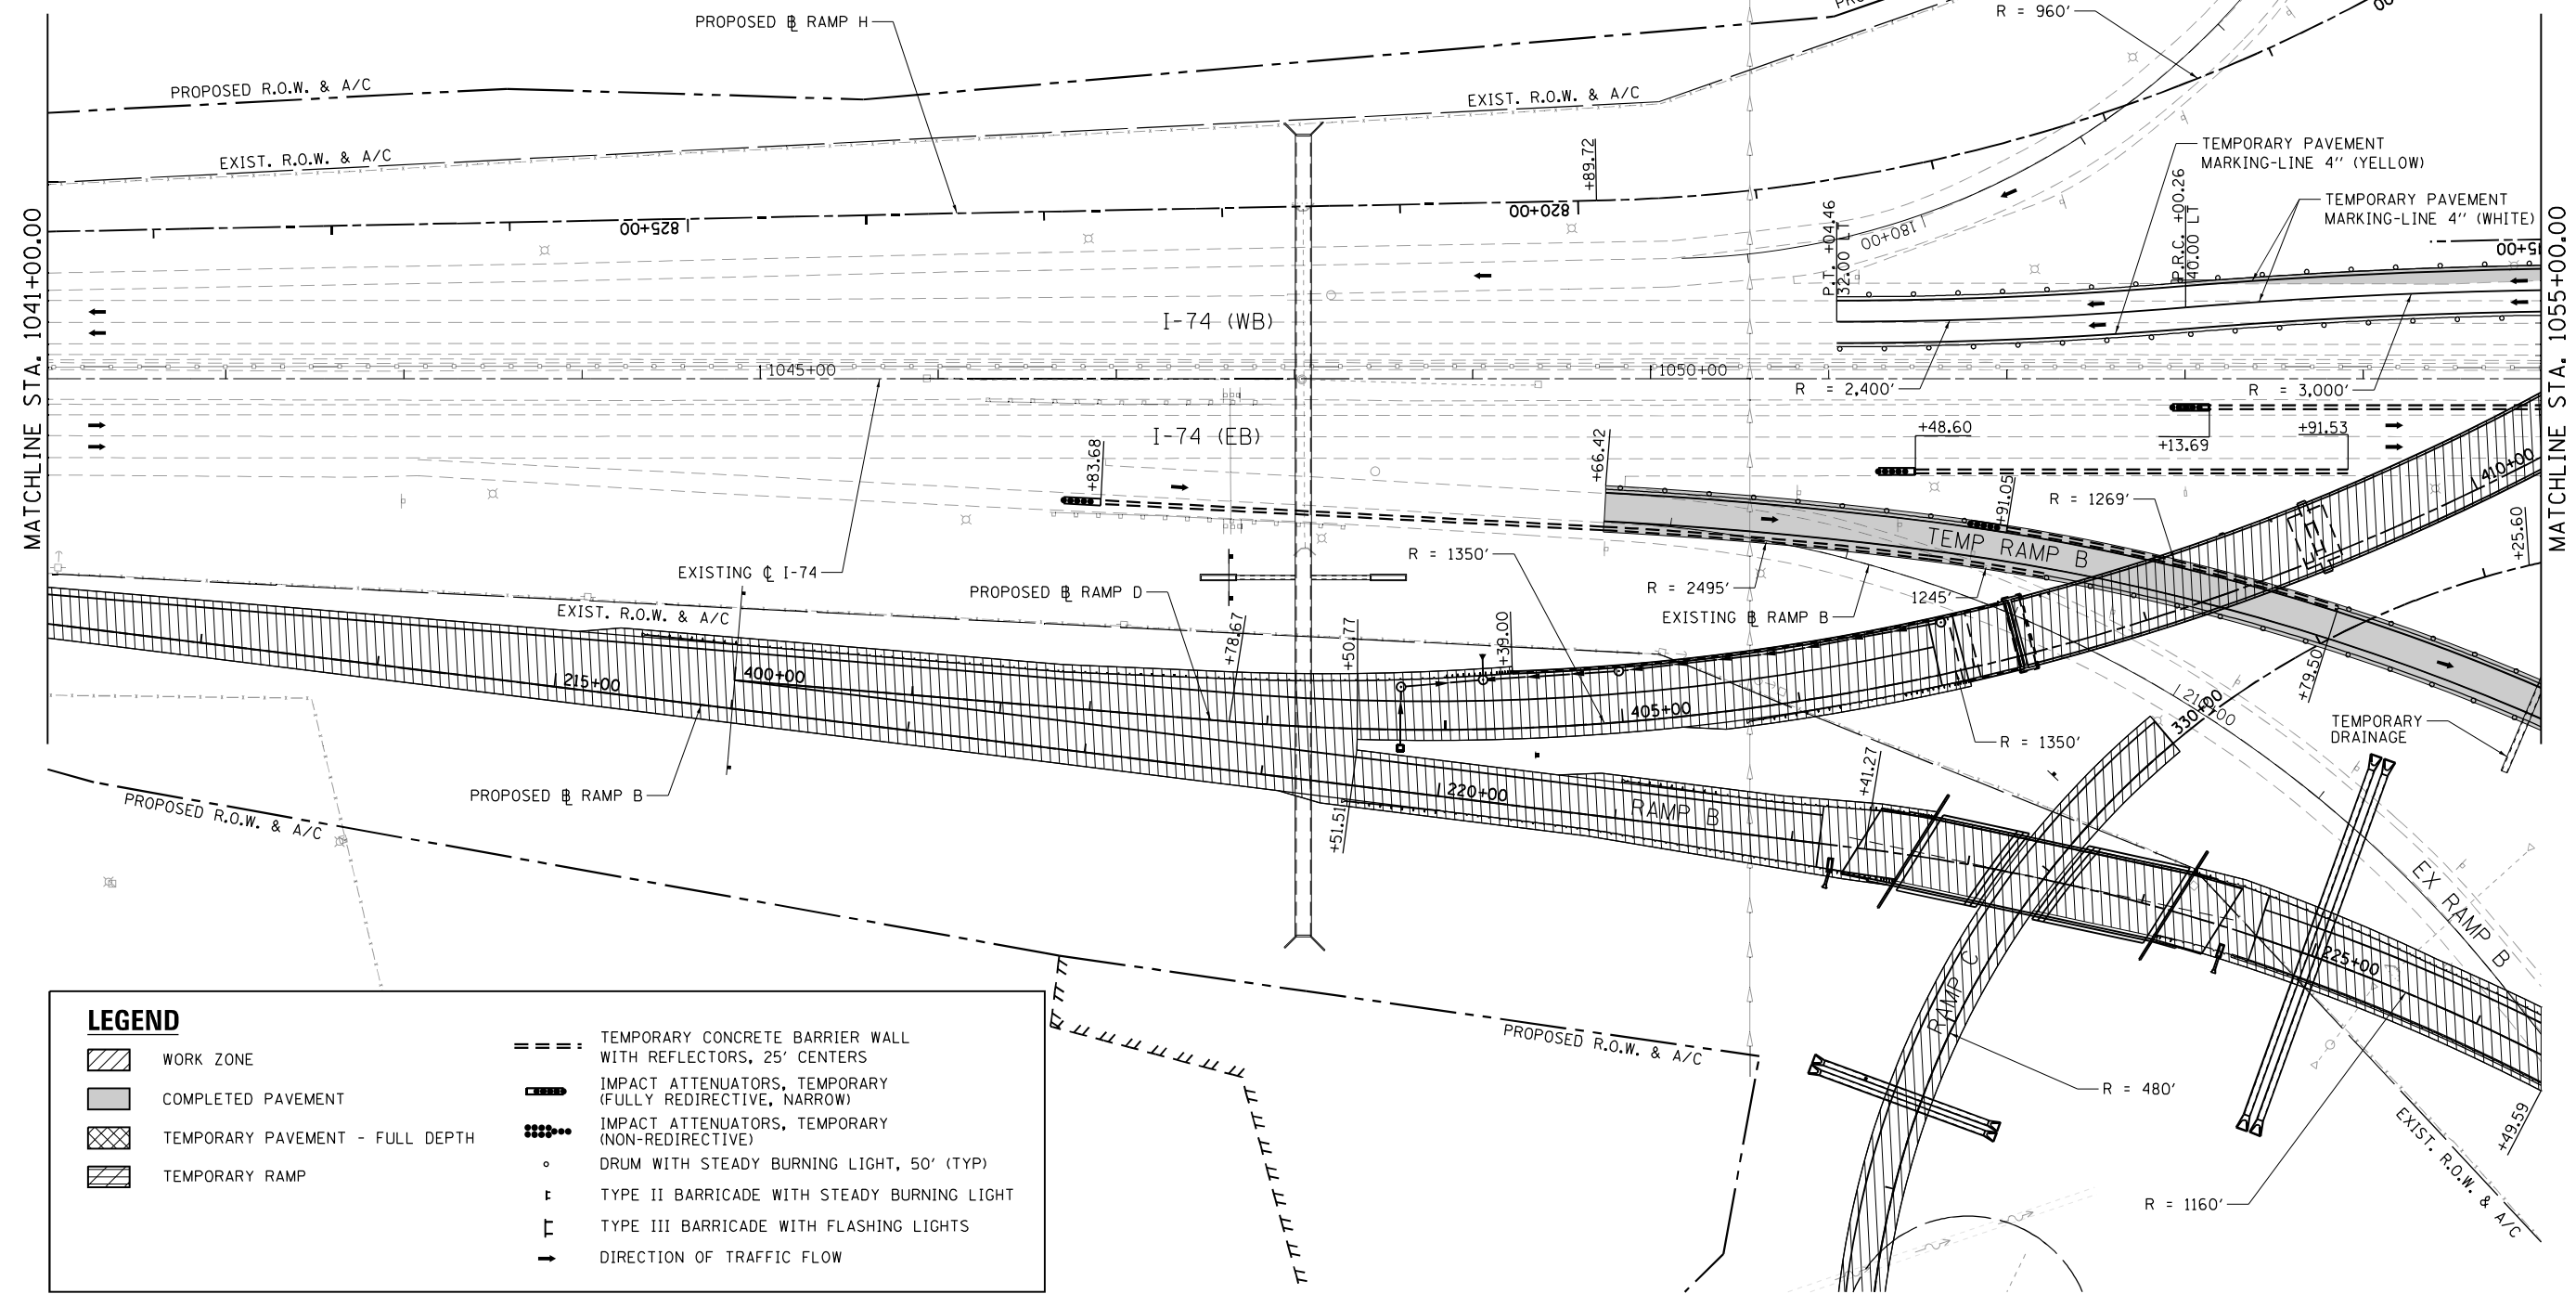 PROPOSED ⅊ RAMP H
R = 960'
PROPOSED R.O.W. & A/C
EXIST. R.O.W. & A/C
EXIST. R.O.W. & A/C
+89.72
TEMPORARY PAVEMENT
MARKING-LINE 4" (YELLOW)
TEMPORARY PAVEMENT
MARKING-LINE 4" (WHITE)
P.R.C. +00.26
40.00 LT
P.T. +04.46
32.00 LT
825+00
820+00
180+00
MATCHLINE STA. 1041+00.00
MATCHLINE STA. 1055+00.00
I-74 (WB)
1045+00
1050+00
R = 2,400'
R = 3,000'
I-74 (EB)
+83.68
+66.42
+48.60
+13.69
+91.53
+91.05
R = 1269'
410+00
+25.60
TEMP RAMP B
R = 1350'
EXISTING ℄ I-74
PROPOSED ⅊ RAMP D
R = 2495'
1245'
EXISTING ⅊ RAMP B
EXIST. R.O.W. & A/C
+78.67
+50.77
+39.00
+79.50
215+00
400+00
405+00
330+00
TEMPORARY
DRAINAGE
R = 1350'
PROPOSED ⅊ RAMP B
PROPOSED R.O.W. & A/C
+51.51
220+00
RAMP B
+41.27
EX RAMP B
225+00
RAMP C
PROPOSED R.O.W. & A/C
R = 480'
R = 1160'
EXIST. R.O.W. & A/C
+49.59
LEGEND
WORK ZONE
COMPLETED PAVEMENT
TEMPORARY PAVEMENT - FULL DEPTH
TEMPORARY RAMP
TEMPORARY CONCRETE BARRIER WALL
WITH REFLECTORS, 25' CENTERS
IMPACT ATTENUATORS, TEMPORARY
(FULLY REDIRECTIVE, NARROW)
IMPACT ATTENUATORS, TEMPORARY
(NON-REDIRECTIVE)
DRUM WITH STEADY BURNING LIGHT, 50' (TYP)
TYPE II BARRICADE WITH STEADY BURNING LIGHT
TYPE III BARRICADE WITH FLASHING LIGHTS
DIRECTION OF TRAFFIC FLOW